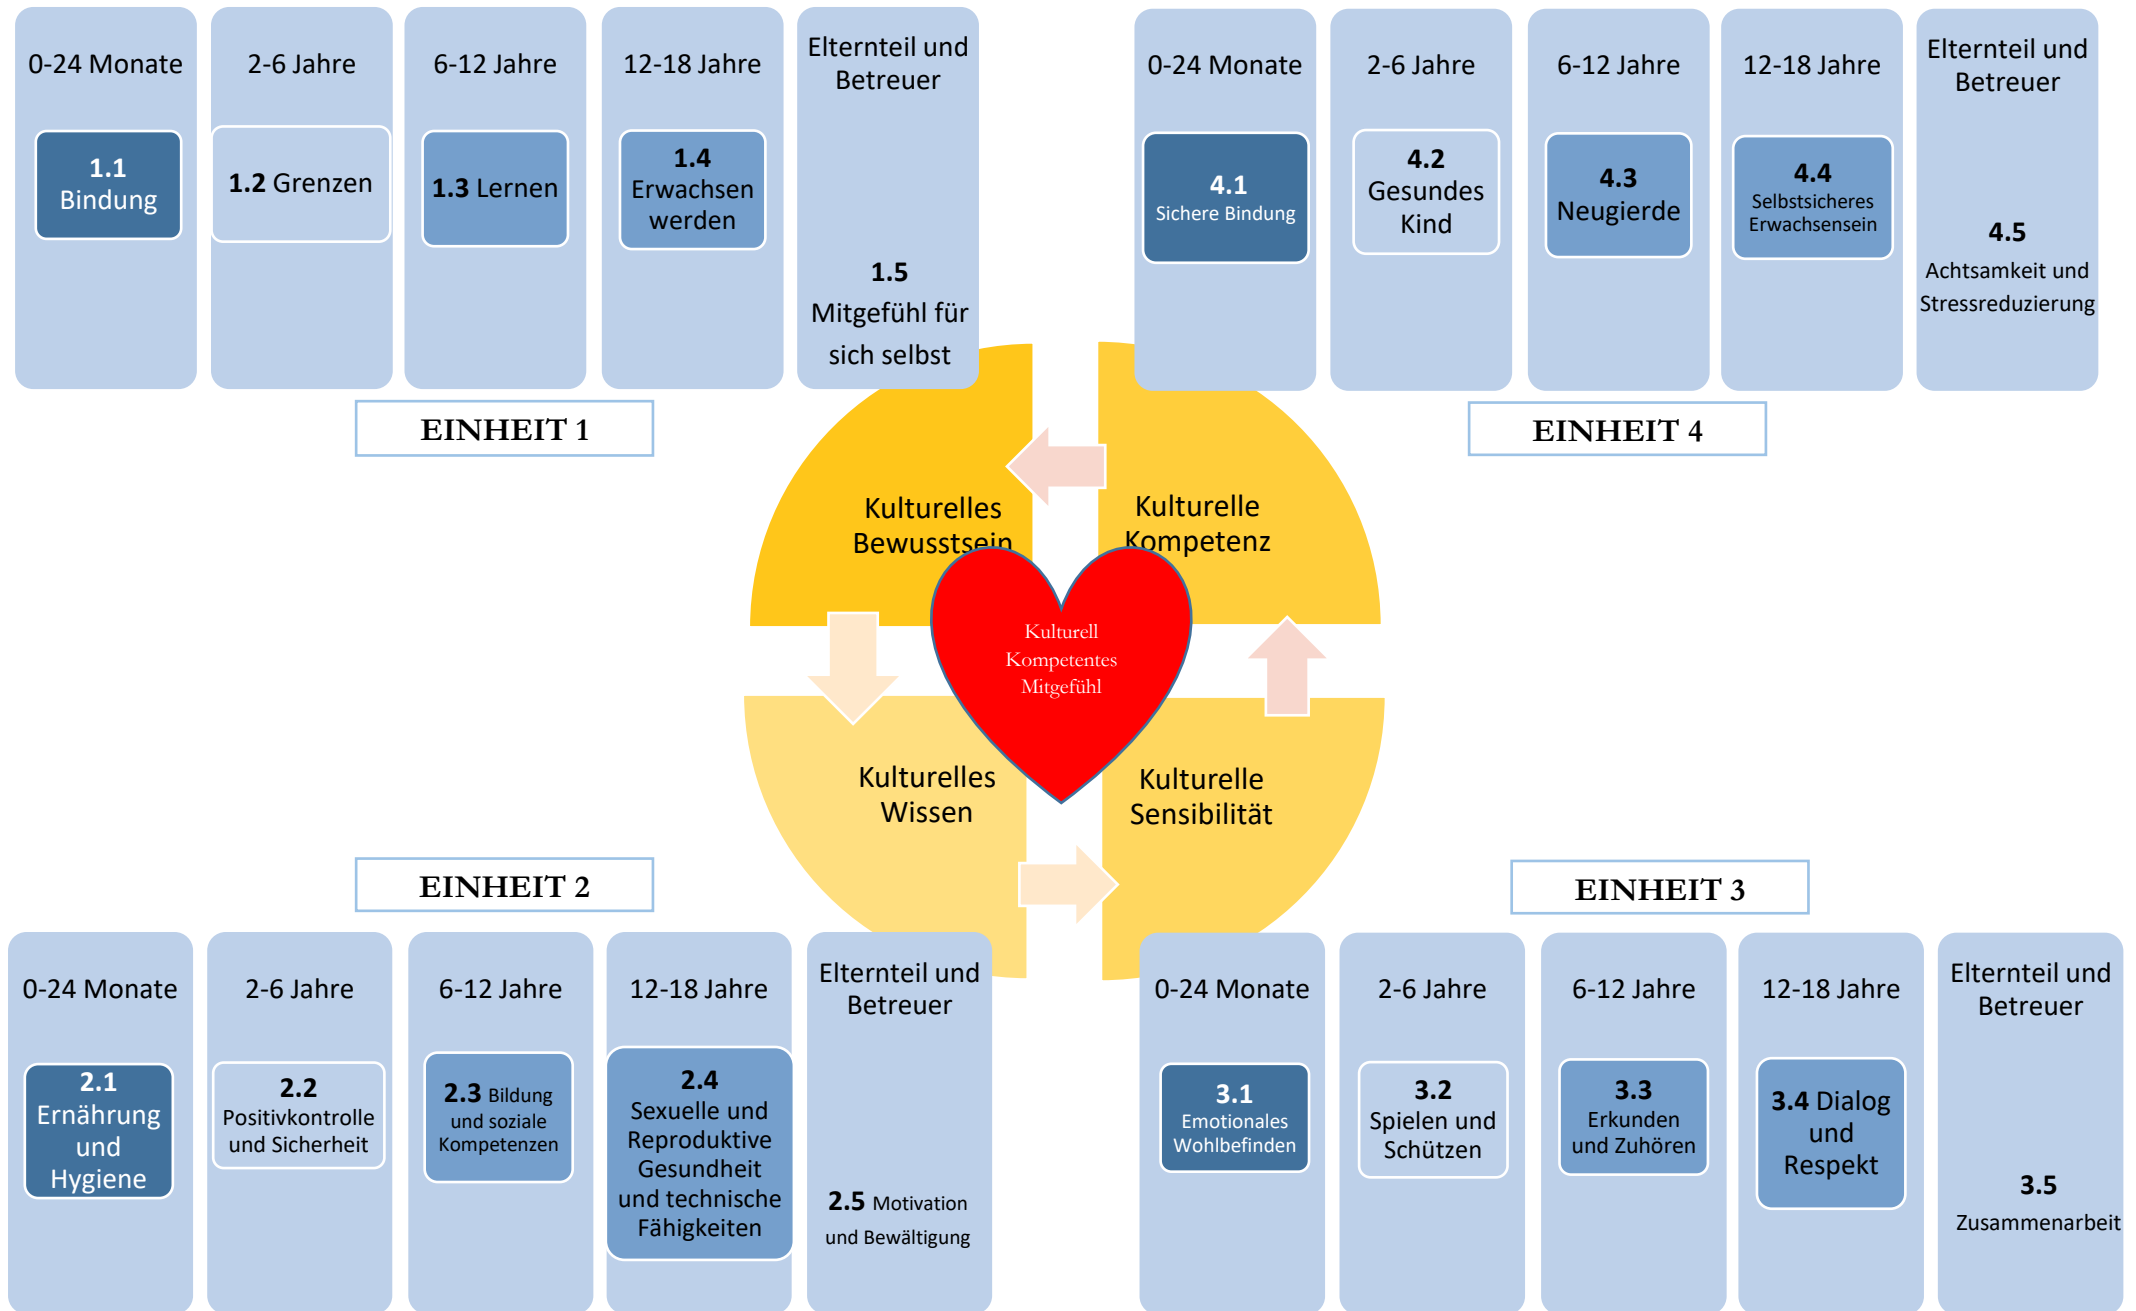 0-24 Monate
1.1
Bindung
2-6 Jahre
1.2 Grenzen
6-12 Jahre
1.3 Lernen
12-18 Jahre
1.4
Erwachsen
werden
Elternteil und
Betreuer
1.5
Mitgefühl für
sich selbst
EINHEIT 1
0-24 Monate
4.1
Sichere Bindung
2-6 Jahre
4.2
Gesundes
Kind
6-12 Jahre
4.3
Neugierde
12-18 Jahre
4.4
Selbstsicheres
Erwachsensein
Elternteil und
Betreuer
4.5
Achtsamkeit und
Stressreduzierung
EINHEIT 4
Kulturelles
Bewusstsein
Kulturelle
Kompetenz
Kulturell
Kompetentes
Mitgefühl
Kulturelles
Wissen
Kulturelle
Sensibilität
EINHEIT 2
0-24 Monate
2.1
Ernährung
und
Hygiene
2-6 Jahre
2.2
Positivkontrolle
und Sicherheit
6-12 Jahre
2.3 Bildung
und soziale
Kompetenzen
12-18 Jahre
2.4
Sexuelle und
Reproduktive
Gesundheit
und technische
Fähigkeiten
Elternteil und
Betreuer
2.5 Motivation
und Bewältigung
EINHEIT 3
0-24 Monate
3.1
Emotionales
Wohlbefinden
2-6 Jahre
3.2
Spielen und
Schützen
6-12 Jahre
3.3
Erkunden
und Zuhören
12-18 Jahre
3.4 Dialog
und
Respekt
Elternteil und
Betreuer
3.5
Zusammenarbeit